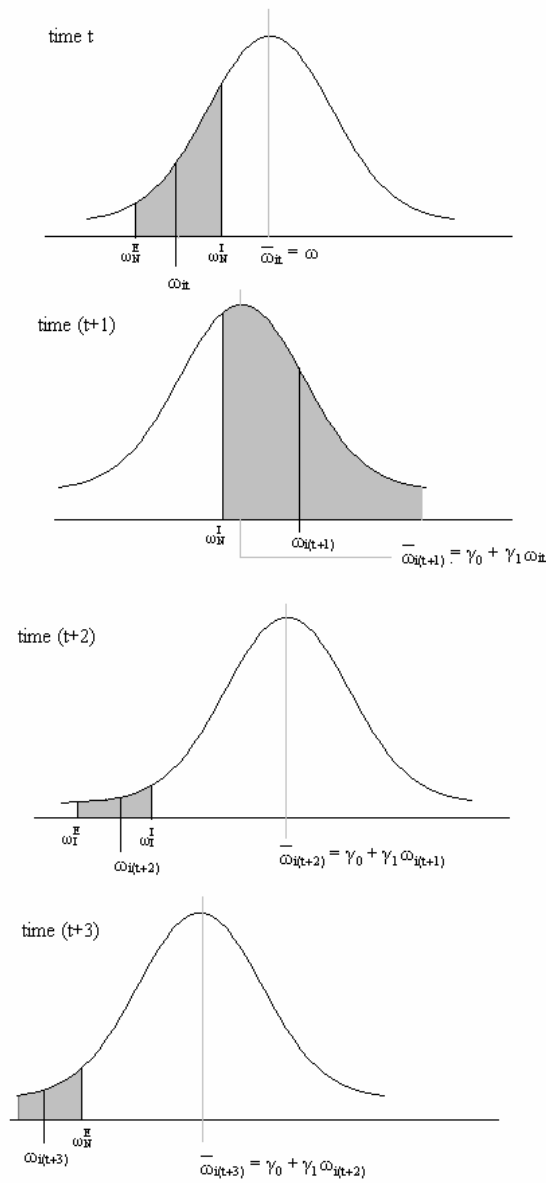 time t
ω_N^E ω_N^I ω̅_it = ω
ω_it
time (t+1)
ω_N^I ω_i(t+1)
ω̅_i(t+1) . = γ_0 + γ_1 ω_it
time (t+2)
ω_I^E ω_I^I
ω_i(t+2) ω̅_i(t+2) = γ_0 + γ_1 ω_i(t+1)
time (t+3)
ω_N^E
ω_i(t+3) ω̅_i(t+3) = γ_0 + γ_1 ω_i(t+2)